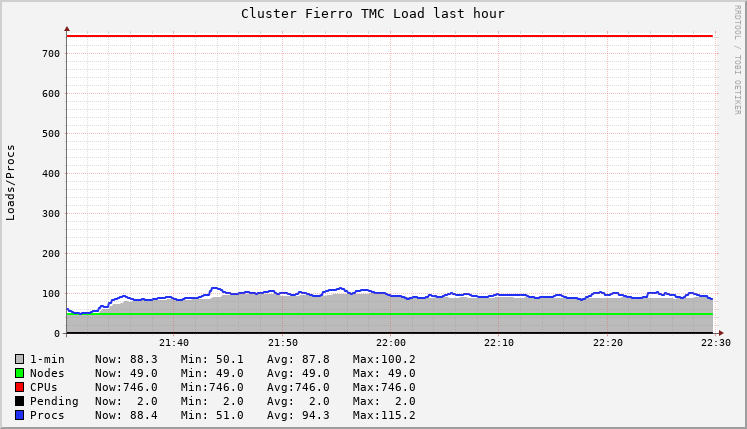 Cluster Fierro TMC Load last hour
RRDTOOL / TOBI OETIKER
Loads/Procs
700
600
500
400
300
200
100
0
21:40 21:50 22:00 22:10 22:20 22:30
1-min Now: 88.3 Min: 50.1 Avg: 87.8 Max:100.2
Nodes Now: 49.0 Min: 49.0 Avg: 49.0 Max: 49.0
CPUs Now:746.0 Min:746.0 Avg:746.0 Max:746.0
Pending Now: 2.0 Min: 2.0 Avg: 2.0 Max: 2.0
Procs Now: 88.4 Min: 51.0 Avg: 94.3 Max:115.2